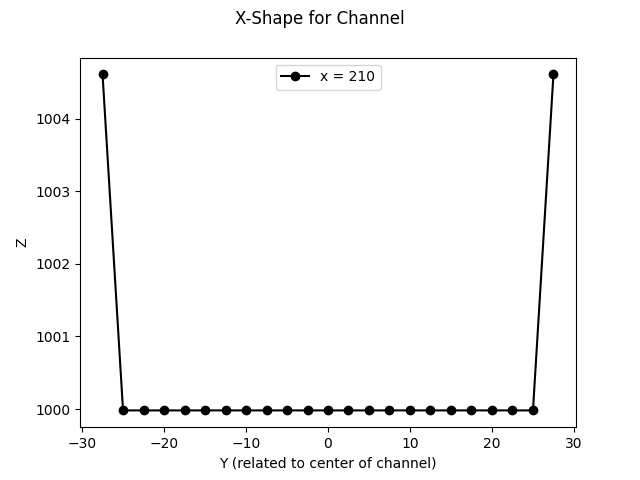 X-Shape for Channel
x = 210
1004
1003
1002
1001
1000
Z
−30 −20 −10 0 10 20 30
Y (related to center of channel)